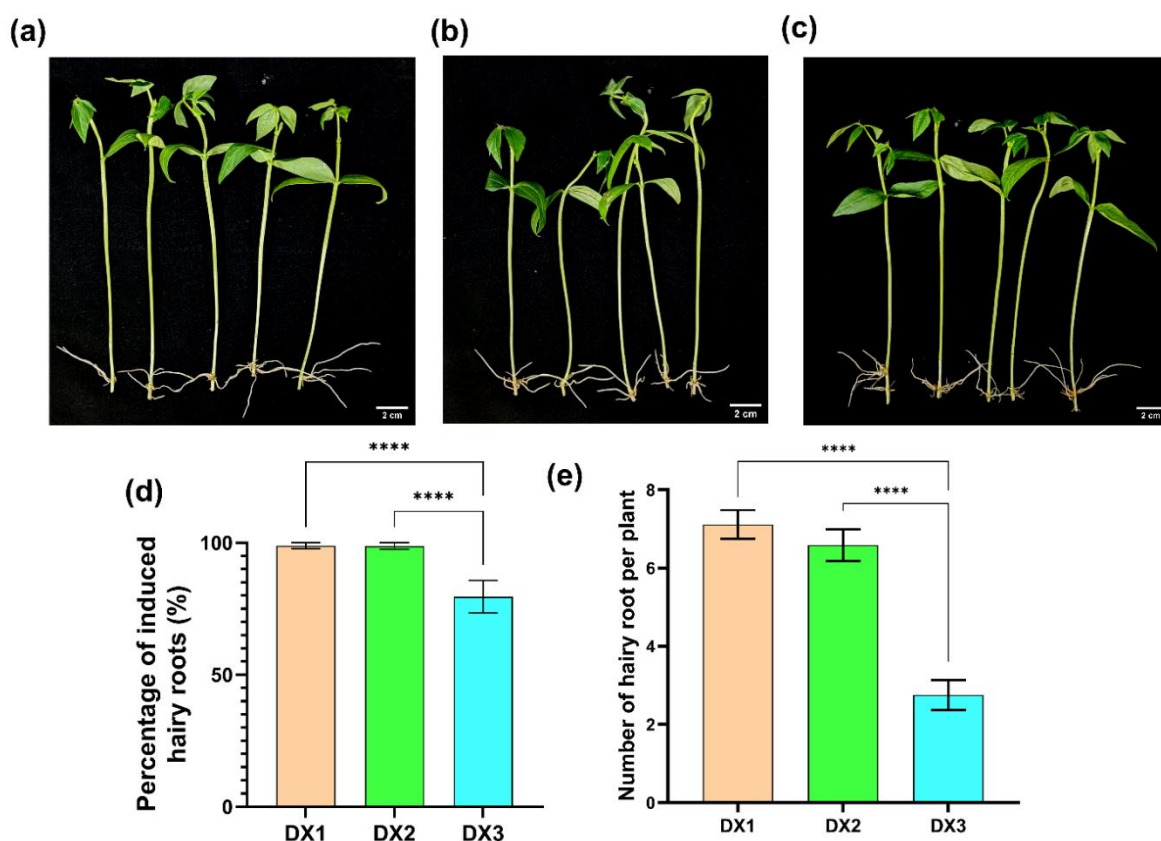 (a)
(b)
(c)
2 cm
2 cm
2 cm
(d)
****
****
Percentage of induced
hairy roots (%)
100
50
0
DX1 DX2 DX3
(e)
****
****
Number of hairy root per plant
8
6
4
2
0
DX1 DX2 DX3